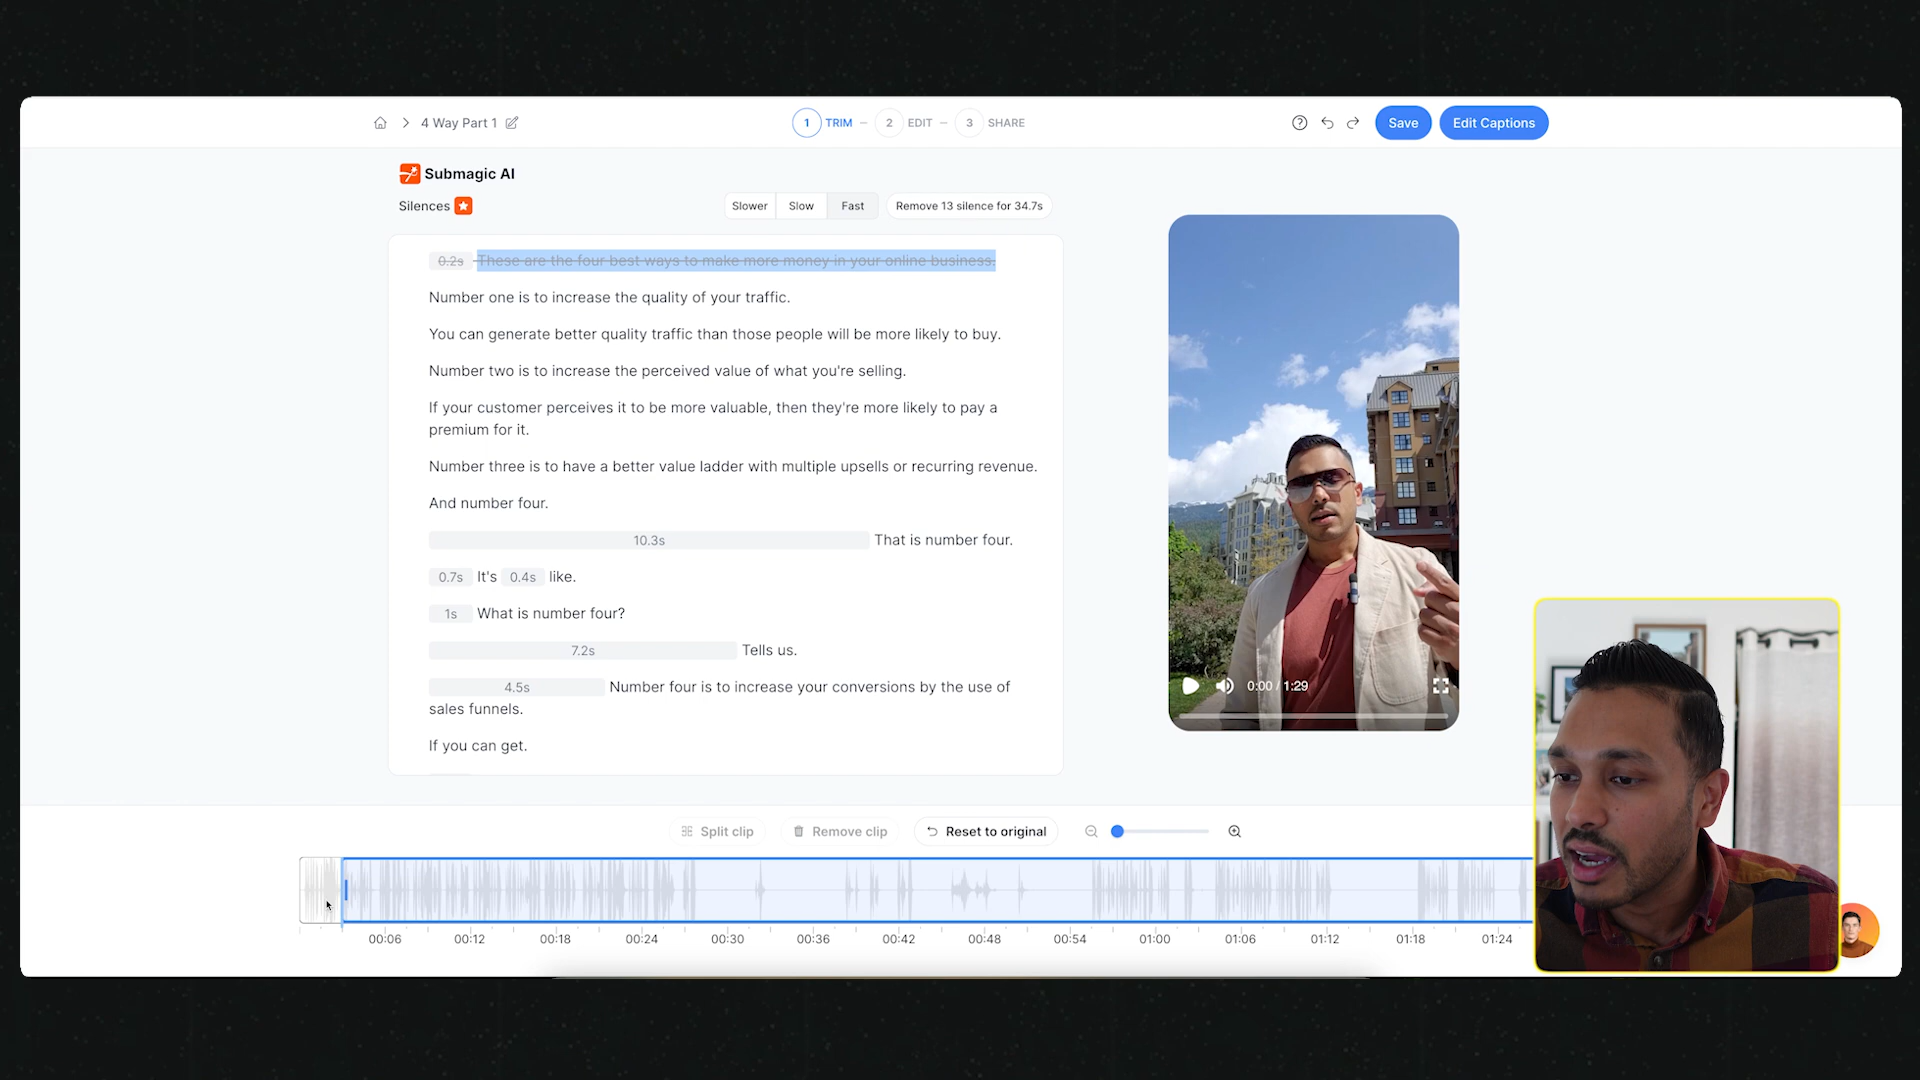 4 Way Part 1
1 TRIM
2 EDIT
3 SHARE
Save
Edit Captions
Submagic AI
Silences
Slower
Slow
Fast
Remove 13 silence for 34.7s
0.2s These are the four best ways to make more money in your online business.
Number one is to increase the quality of your traffic.
You can generate better quality traffic than those people will be more likely to buy.
Number two is to increase the perceived value of what you're selling.
If your customer perceives it to be more valuable, then they're more likely to pay a
premium for it.
Number three is to have a better value ladder with multiple upsells or recurring revenue.
And number four.
10.3s That is number four.
0.7s It's 0.4s like.
1s What is number four?
7.2s Tells us.
4.5s Number four is to increase your conversions by the use of
sales funnels.
If you can get.
0:00 / 1:29
Split clip
Remove clip
Reset to original
00:06 00:12 00:18 00:24 00:30 00:36 00:42 00:48 00:54 01:00 01:06 01:12 01:18 01:24